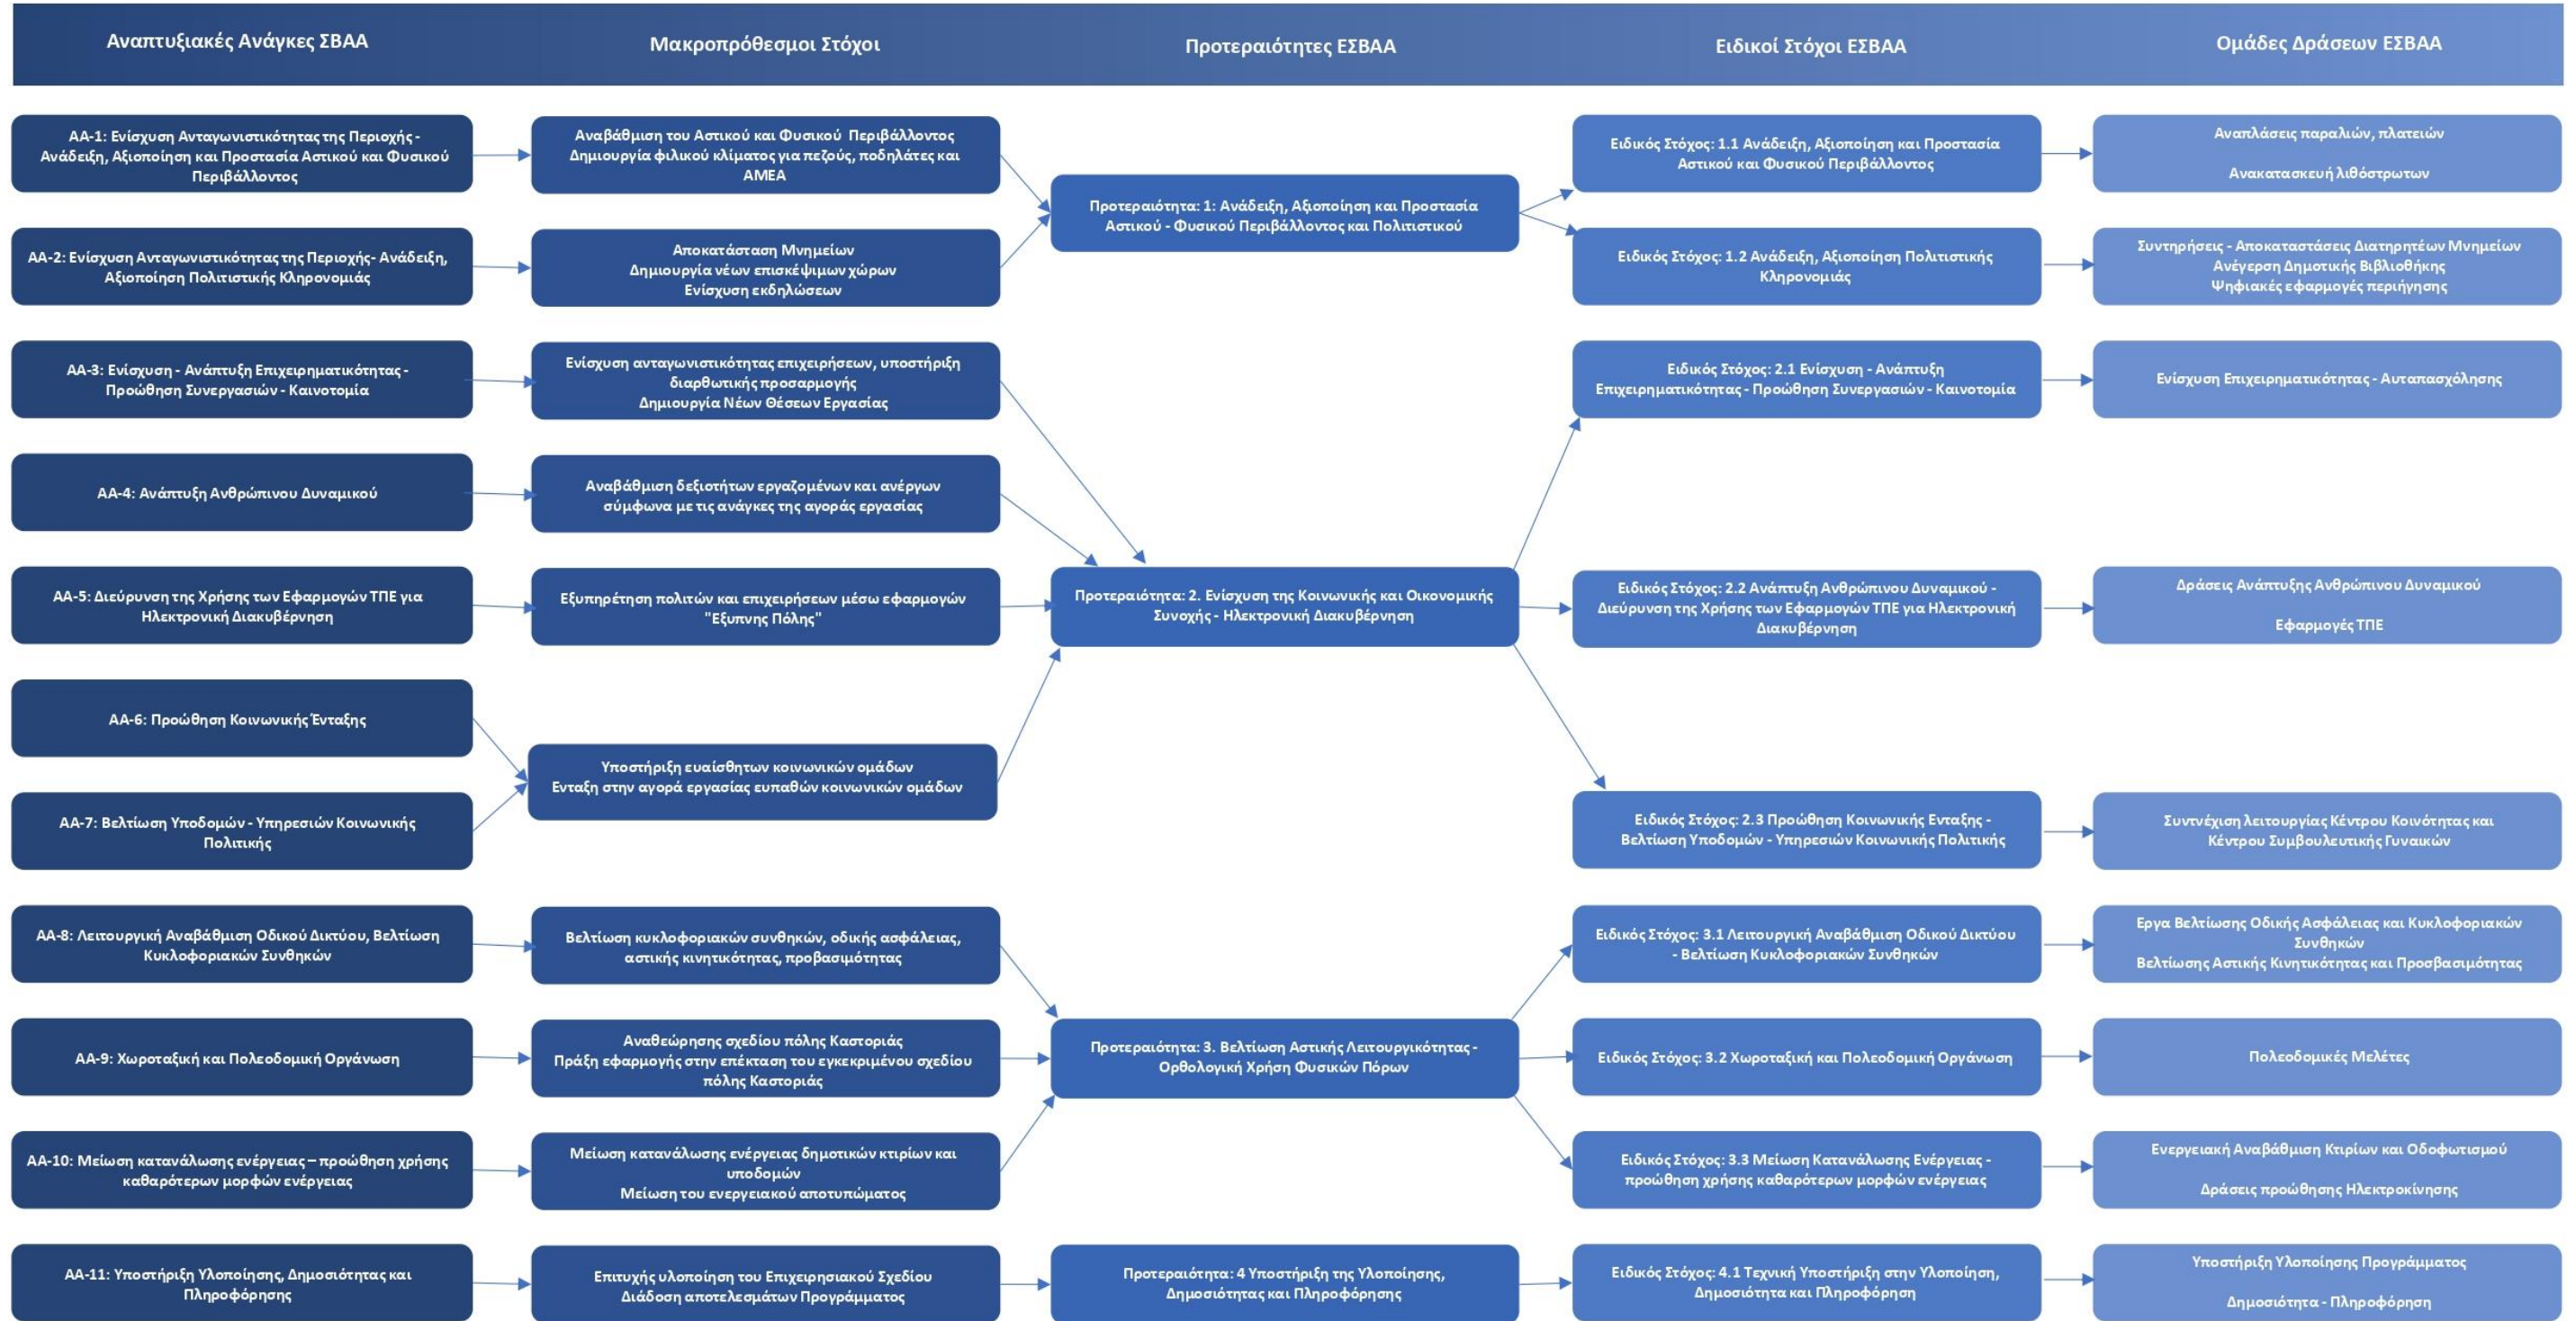 Αναπτυξιακές Ανάγκες ΣΒΑΑ
Μακροπρόθεσμοι Στόχοι
Προτεραιότητες ΕΣΒΑΑ
Ειδικοί Στόχοι ΕΣΒΑΑ
Ομάδες Δράσεων ΕΣΒΑΑ
ΑΑ-1: Ενίσχυση Ανταγωνιστικότητας της Περιοχής -
Ανάδειξη, Αξιοποίηση και Προστασία Αστικού και Φυσικού
Περιβάλλοντος
Αναβάθμιση του Αστικού και Φυσικού Περιβάλλοντος
Δημιουργία φιλικού κλίματος για πεζούς, ποδηλάτες και
ΑΜΕΑ
Προτεραιότητα: 1: Ανάδειξη, Αξιοποίηση και Προστασία
Αστικού - Φυσικού Περιβάλλοντος και Πολιτιστικού
Ειδικός Στόχος: 1.1 Ανάδειξη, Αξιοποίηση και Προστασία
Αστικού και Φυσικού Περιβάλλοντος
Αναπλάσεις παραλιών, πλατειών
Ανακατασκευή λιθόστρωτων
ΑΑ-2: Ενίσχυση Ανταγωνιστικότητας της Περιοχής- Ανάδειξη,
Αξιοποίηση Πολιτιστικής Κληρονομιάς
Αποκατάσταση Μνημείων
Δημιουργία νέων επισκέψιμων χώρων
Ενίσχυση εκδηλώσεων
Ειδικός Στόχος: 1.2 Ανάδειξη, Αξιοποίηση Πολιτιστικής
Κληρονομιάς
Συντηρήσεις - Αποκαταστάσεις Διατηρητέων Μνημείων
Ανέγερση Δημοτικής Βιβλιοθήκης
Ψηφιακές εφαρμογές περιήγησης
ΑΑ-3: Ενίσχυση - Ανάπτυξη Επιχειρηματικότητας -
Προώθηση Συνεργασιών - Καινοτομία
Ενίσχυση ανταγωνιστικότητας επιχειρήσεων, υποστήριξη
διαρθωτικής προσαρμογής
Δημιουργία Νέων Θέσεων Εργασίας
Ειδικός Στόχος: 2.1 Ενίσχυση - Ανάπτυξη
Επιχειρηματικότητας - Προώθηση Συνεργασιών - Καινοτομία
Ενίσχυση Επιχειρηματικότητας - Αυταπασχόλησης
ΑΑ-4: Ανάπτυξη Ανθρώπινου Δυναμικού
Αναβάθμιση δεξιοτήτων εργαζομένων και ανέργων
σύμφωνα με τις ανάγκες της αγοράς εργασίας
ΑΑ-5: Διεύρυνση της Χρήσης των Εφαρμογών ΤΠΕ για
Ηλεκτρονική Διακυβέρνηση
Εξυπηρέτηση πολιτών και επιχειρήσεων μέσω εφαρμογών
"Εξυπνης Πόλης"
Προτεραιότητα: 2. Ενίσχυση της Κοινωνικής και Οικονομικής
Συνοχής - Ηλεκτρονική Διακυβέρνηση
Ειδικός Στόχος: 2.2 Ανάπτυξη Ανθρώπινου Δυναμικού -
Διεύρυνση της Χρήσης των Εφαρμογών ΤΠΕ για Ηλεκτρονική
Διακυβέρνηση
Δράσεις Ανάπτυξης Ανθρώπινου Δυναμικού
Εφαρμογές ΤΠΕ
ΑΑ-6: Προώθηση Κοινωνικής Ένταξης
Υποστήριξη ευαίσθητων κοινωνικών ομάδων
Ενταξη στην αγορά εργασίας ευπαθών κοινωνικών ομάδων
ΑΑ-7: Βελτίωση Υποδομών - Υπηρεσιών Κοινωνικής
Πολιτικής
Ειδικός Στόχος: 2.3 Προώθηση Κοινωνικής Ενταξης -
Βελτίωση Υποδομών - Υπηρεσιών Κοινωνικής Πολιτικής
Συντνέχιση λειτουργίας Κέντρου Κοινότητας και
Κέντρου Συμβουλευτικής Γυναικών
ΑΑ-8: Λειτουργική Αναβάθμιση Οδικού Δικτύου, Βελτίωση
Κυκλοφοριακών Συνθηκών
Βελτίωση κυκλοφοριακών συνθηκών, οδικής ασφάλειας,
αστικής κινητικότητας, προβασιμότητας
Ειδικός Στόχος: 3.1 Λειτουργική Αναβάθμιση Οδικού Δικτύου
- Βελτίωση Κυκλοφοριακών Συνθηκών
Εργα Βελτίωσης Οδικής Ασφάλειας και Κυκλοφοριακών
Συνθηκών
Βελτίωσης Αστικής Κινητικότητας και Προσβασιμότητας
ΑΑ-9: Χωροταξική και Πολεοδομική Οργάνωση
Αναθεώρησης σχεδίου πόλης Καστοριάς
Πράξη εφαρμογής στην επέκταση του εγκεκριμένου σχεδίου
πόλης Καστοριάς
Προτεραιότητα: 3. Βελτίωση Αστικής Λειτουργικότητας -
Ορθολογική Χρήση Φυσικών Πόρων
Ειδικός Στόχος: 3.2 Χωροταξική και Πολεοδομική Οργάνωση
Πολεοδομικές Μελέτες
ΑΑ-10: Μείωση κατανάλωσης ενέργειας – προώθηση χρήσης
καθαρότερων μορφών ενέργειας
Μείωση κατανάλωσης ενέργειας δημοτικών κτιρίων και
υποδομών
Μείωση του ενεργειακού αποτυπώματος
Ειδικός Στόχος: 3.3 Μείωση Κατανάλωσης Ενέργειας -
προώθηση χρήσης καθαρότερων μορφών ενέργειας
Ενεργειακή Αναβάθμιση Κτιρίων και Οδοφωτισμού
Δράσεις προώθησης Ηλεκτροκίνησης
ΑΑ-11: Υποστήριξη Υλοποίησης, Δημοσιότητας και
Πληροφόρησης
Επιτυχής υλοποίηση του Επιχειρησιακού Σχεδίου
Διάδοση αποτελεσμάτων Προγράμματος
Προτεραιότητα: 4 Υποστήριξη της Υλοποίησης,
Δημοσιότητας και Πληροφόρησης
Ειδικός Στόχος: 4.1 Τεχνική Υποστήριξη στην Υλοποίηση,
Δημοσιότητα και Πληροφόρηση
Υποστήριξη Υλοποίησης Προγράμματος
Δημοσιότητα - Πληροφόρηση